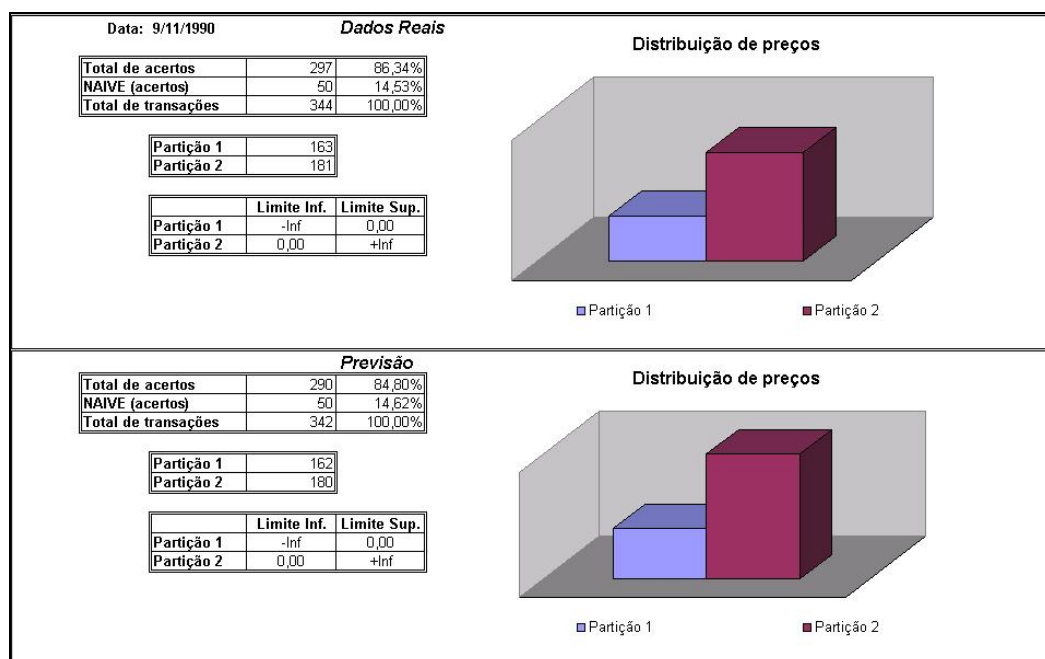 Data: 9/11/1990 Dados Reais
Total de acertos 297 86,34%
NAIVE (acertos) 50 14,53%
Total de transações 344 100,00%
Partição 1 163
Partição 2 181
Limite Inf. Limite Sup.
Partição 1 -Inf 0,00
Partição 2 0,00 +Inf
Distribuição de preços
Partição 1 Partição 2
Previsão
Total de acertos 290 84,80%
NAIVE (acertos) 50 14,62%
Total de transações 342 100,00%
Partição 1 162
Partição 2 180
Limite Inf. Limite Sup.
Partição 1 -Inf 0,00
Partição 2 0,00 +Inf
Distribuição de preços
Partição 1 Partição 2